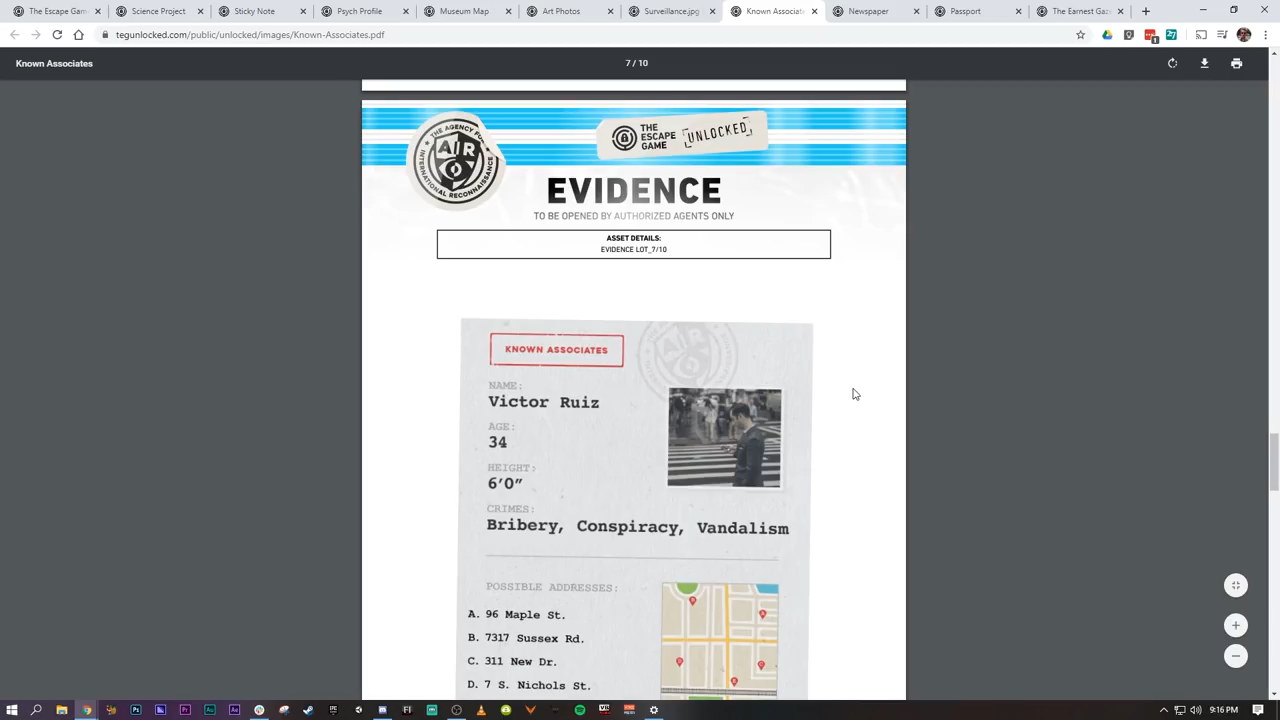 The Escape Gam
Science Project
Sticky Note
Psych Profile
Museum Map
Art Photos
Surveillance.jpg
Known Associate
Newspaper
Passport
The Earnest Gaz
tegunlocked.com/public/unlocked/images/Known-Associates.pdf
Known Associates
7 / 10
THE AGENCY FOR
AIR
INTERNATIONAL RECONNAISSANCE
THE
ESCAPE
GAME
UNLOCKED
EVIDENCE
TO BE OPENED BY AUTHORIZED AGENTS ONLY
ASSET DETAILS:
EVIDENCE LOT_7/10
KNOWN ASSOCIATES
NAME:
Victor Ruiz
AGE:
34
HEIGHT:
6'0"
CRIMES:
Bribery, Conspiracy, Vandalism
POSSIBLE ADDRESSES:
A. 96 Maple St.
B. 7317 Sussex Rd.
C. 311 New Dr.
D. 7 S. Nichols St.
9:16 PM